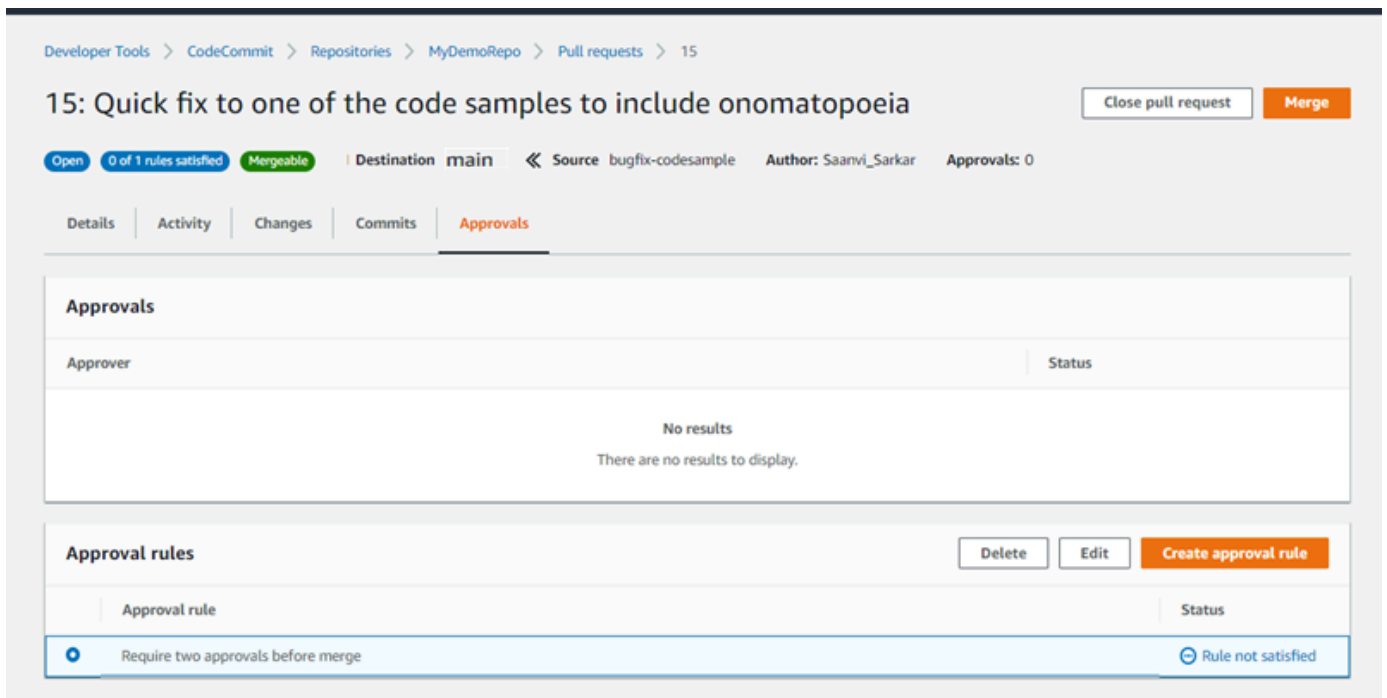 Developer Tools > CodeCommit > Repositories > MyDemoRepo > Pull requests > 15
15: Quick fix to one of the code samples to include onomatopoeia
Close pull request Merge
Open 0 of 1 rules satisfied Mergeable Destination main Source bugfix-codesample Author: Saanvi_Sarkar Approvals: 0
Details Activity Changes Commits Approvals
Approvals
Approver Status
No results
There are no results to display.
Approval rules Delete Edit Create approval rule
Approval rule Status
Require two approvals before merge Rule not satisfied